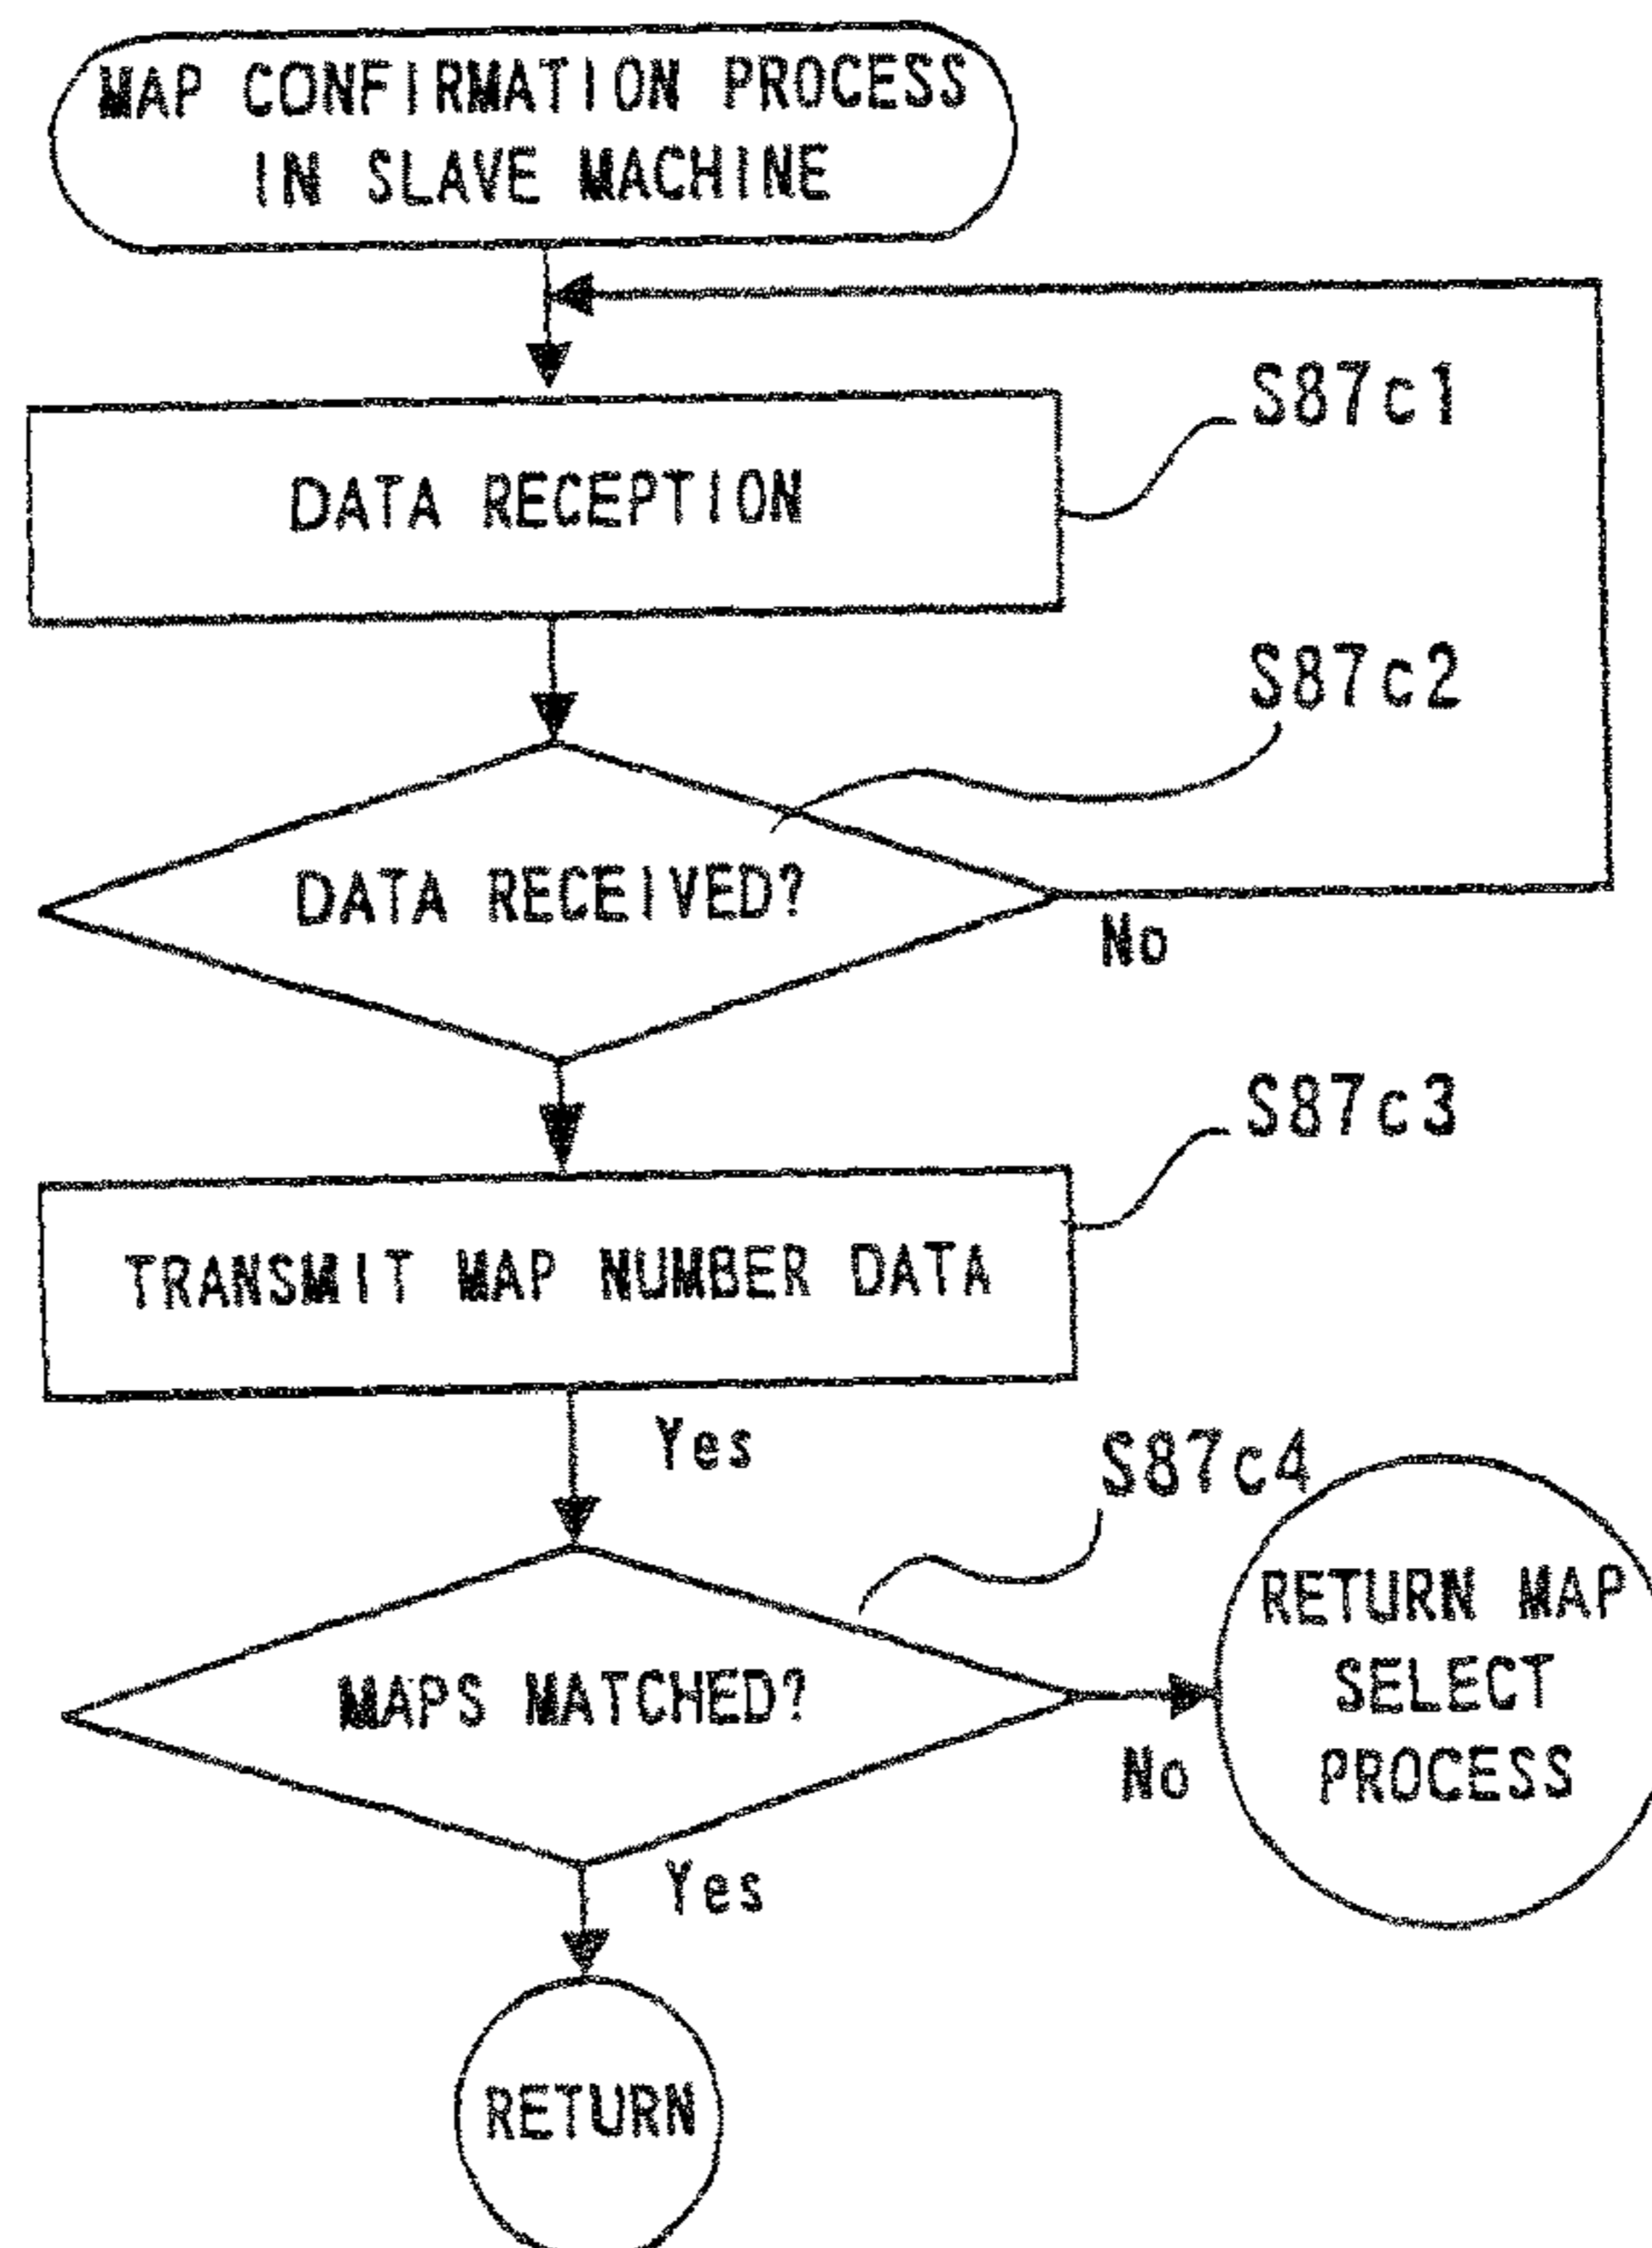 MAP CONFIRMATION PROCESS
IN SLAVE MACHINE
S87c1
DATA RECEPTION
S87c2
DATA RECEIVED?
No
S87c3
TRANSMIT MAP NUMBER DATA
Yes
S87c4
RETURN MAP
SELECT
PROCESS
MAPS MATCHED?
No
Yes
RETURN